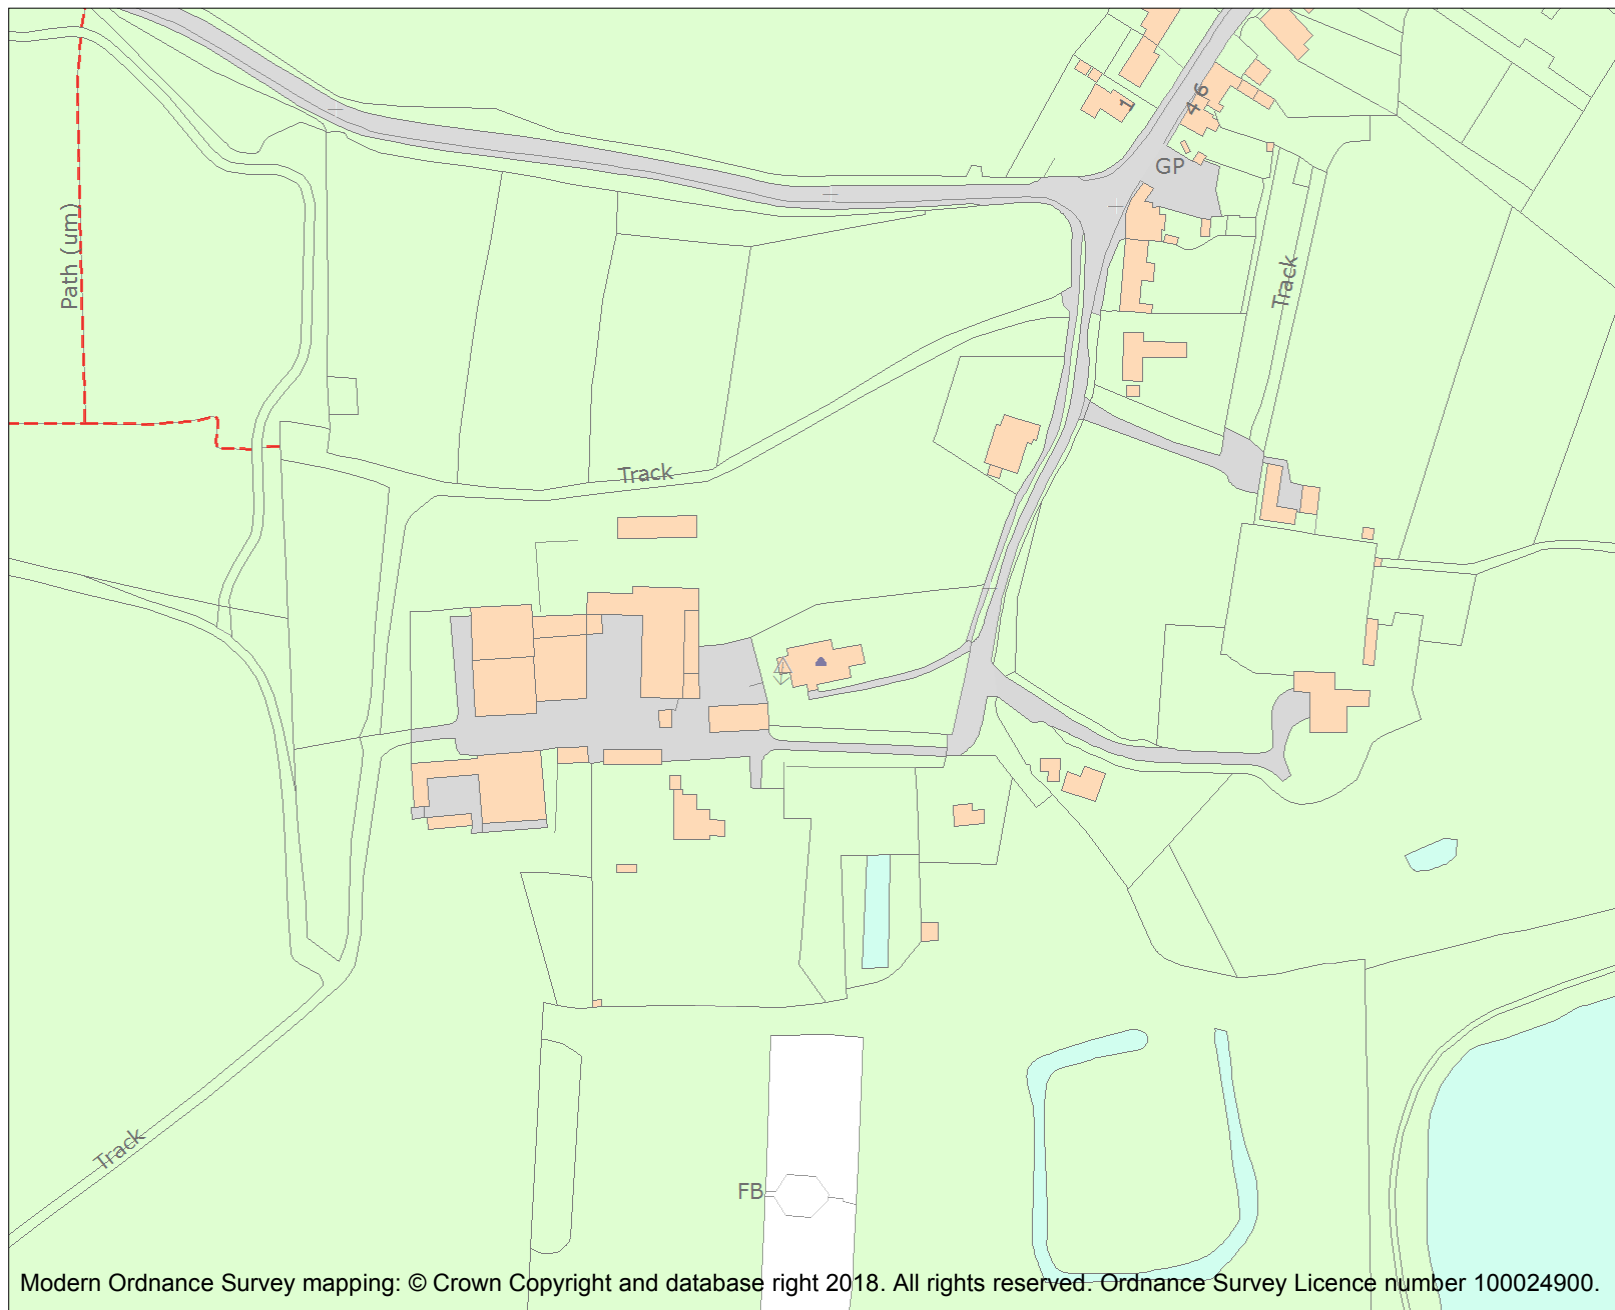 1
4 6
GP
Path (um)
Track
Track
Track
FB
Modern Ordnance Survey mapping: © Crown Copyright and database right 2018. All rights reserved. Ordnance Survey Licence number 100024900.